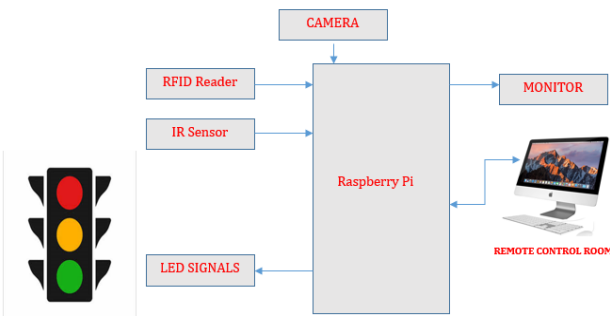 CAMERA
RFID Reader
MONITOR
IR Sensor
Raspberry Pi
REMOTE CONTROL ROOM
LED SIGNALS